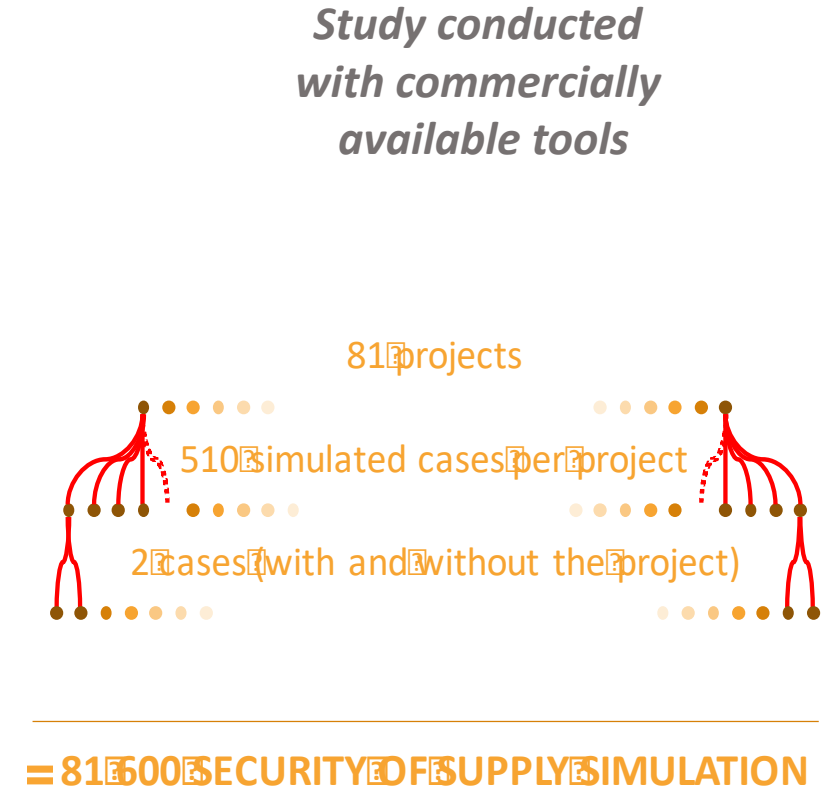 Study conducted
with commercially
available tools
81 projects
510 simulated cases per project
2 cases (with and without the project)
= 81 600 SECURITY OF SUPPLY SIMULATION